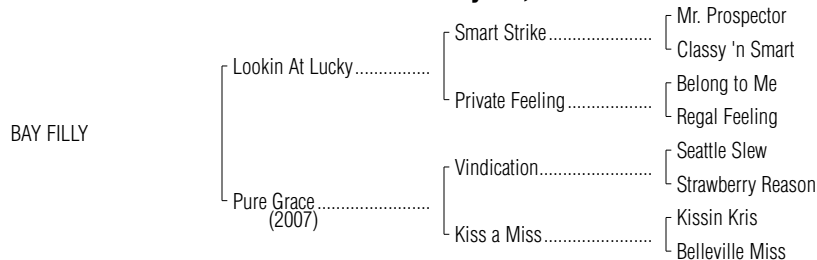 Mr. Prospector
Smart Strike......................
Classy 'n Smart
Lookin At Lucky................
Belong to Me
Private Feeling..................
Regal Feeling
BAY FILLY
Seattle Slew
Vindication........................
Strawberry Reason
Pure Grace......................
(2007)
Kissin Kris
Kiss a Miss.......................
Belleville Miss